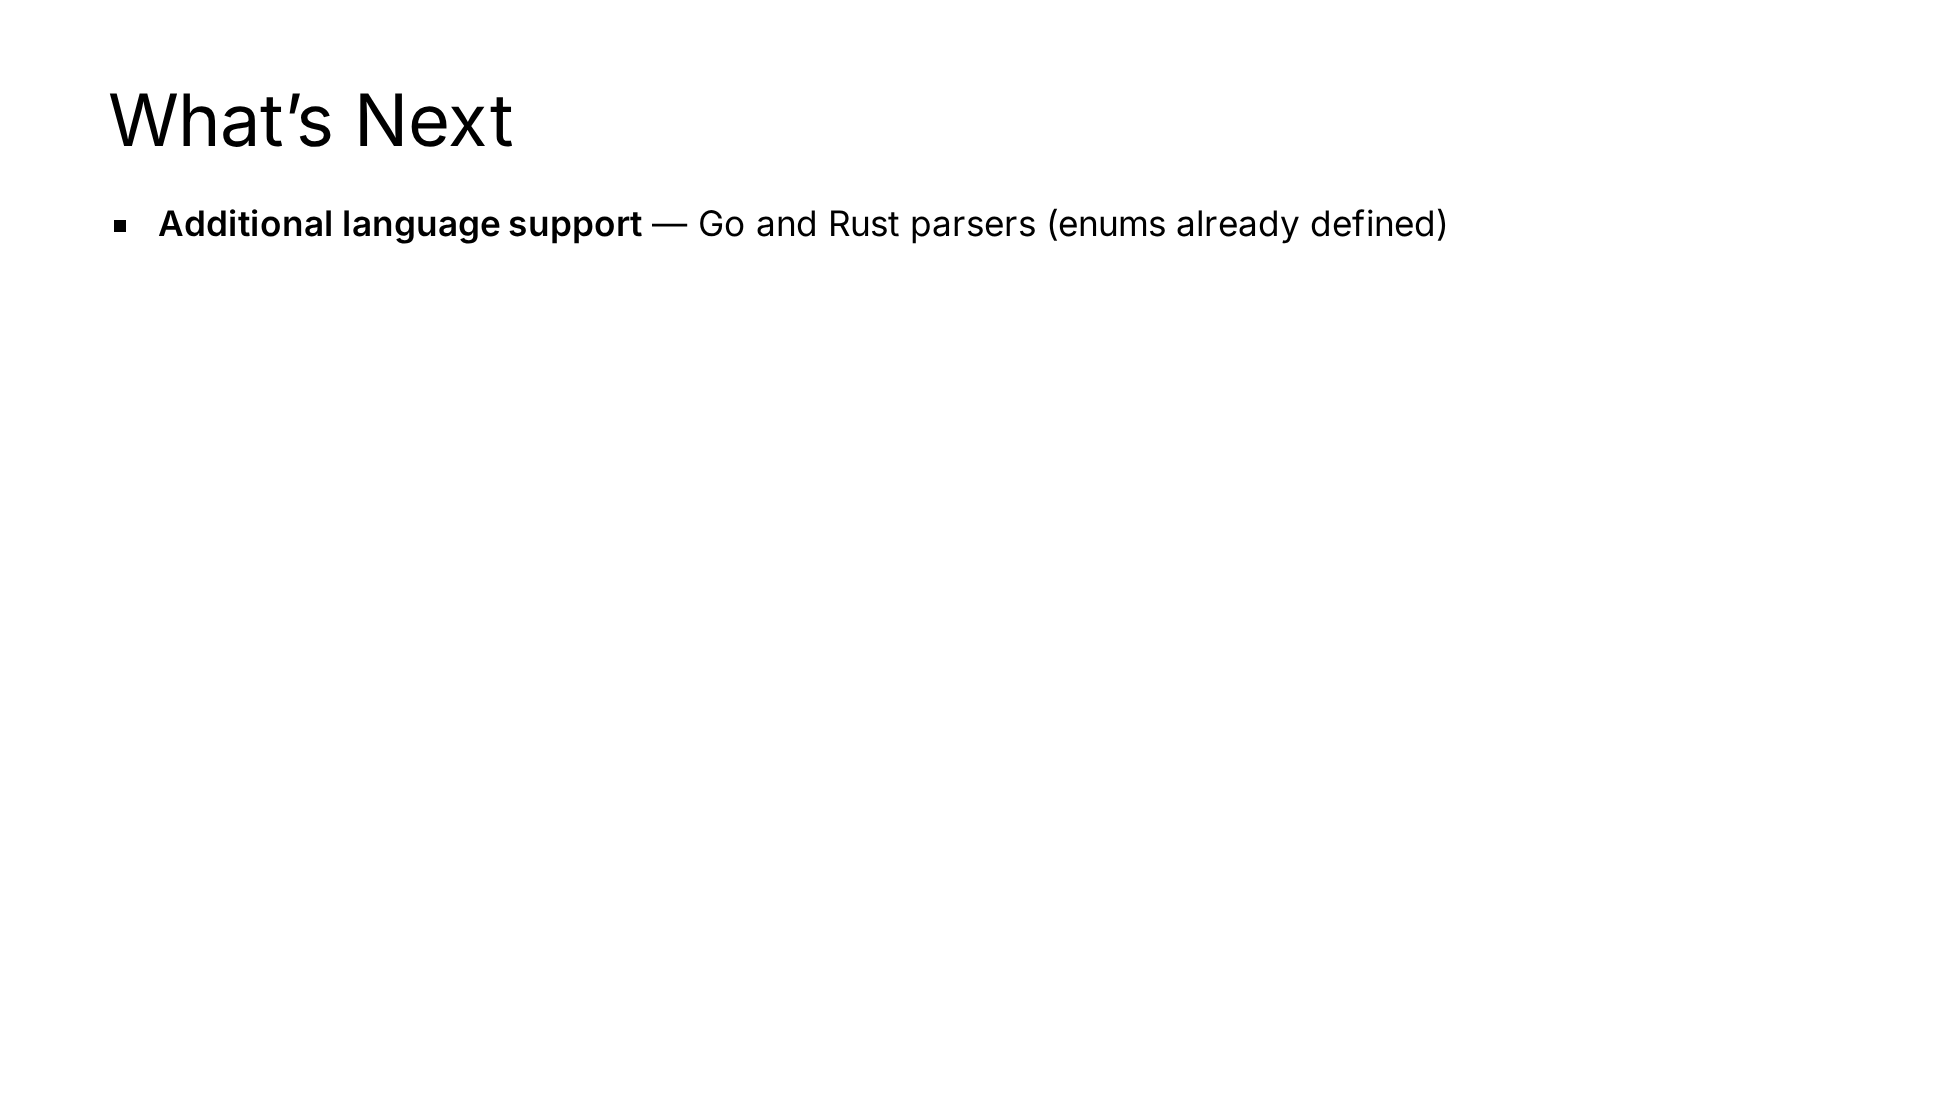 What’s Next
▪ Additional language support — Go and Rust parsers (enums already defined)